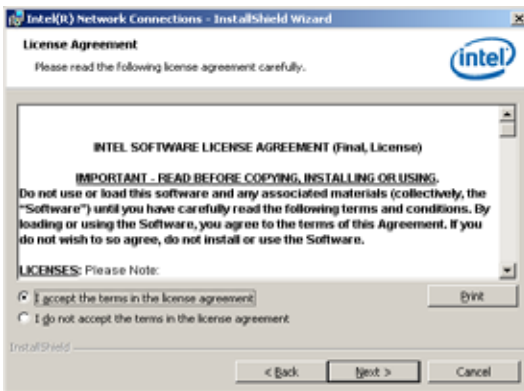 Intel(R) Network Connections - InstallShield Wizard
License Agreement
Please read the following license agreement carefully.
intel
INTEL SOFTWARE LICENSE AGREEMENT (Final, License)
IMPORTANT - READ BEFORE COPYING, INSTALLING OR USING.
Do not use or load this software and any associated materials (collectively, the
“Software”) until you have carefully read the following terms and conditions. By
loading or using the Software, you agree to the terms of this Agreement. If you
do not wish to so agree, do not install or use the Software.
LICENSES: Please Note:
I accept the terms in the license agreement
Print
I do not accept the terms in the license agreement
InstallShield
< Back
Next >
Cancel